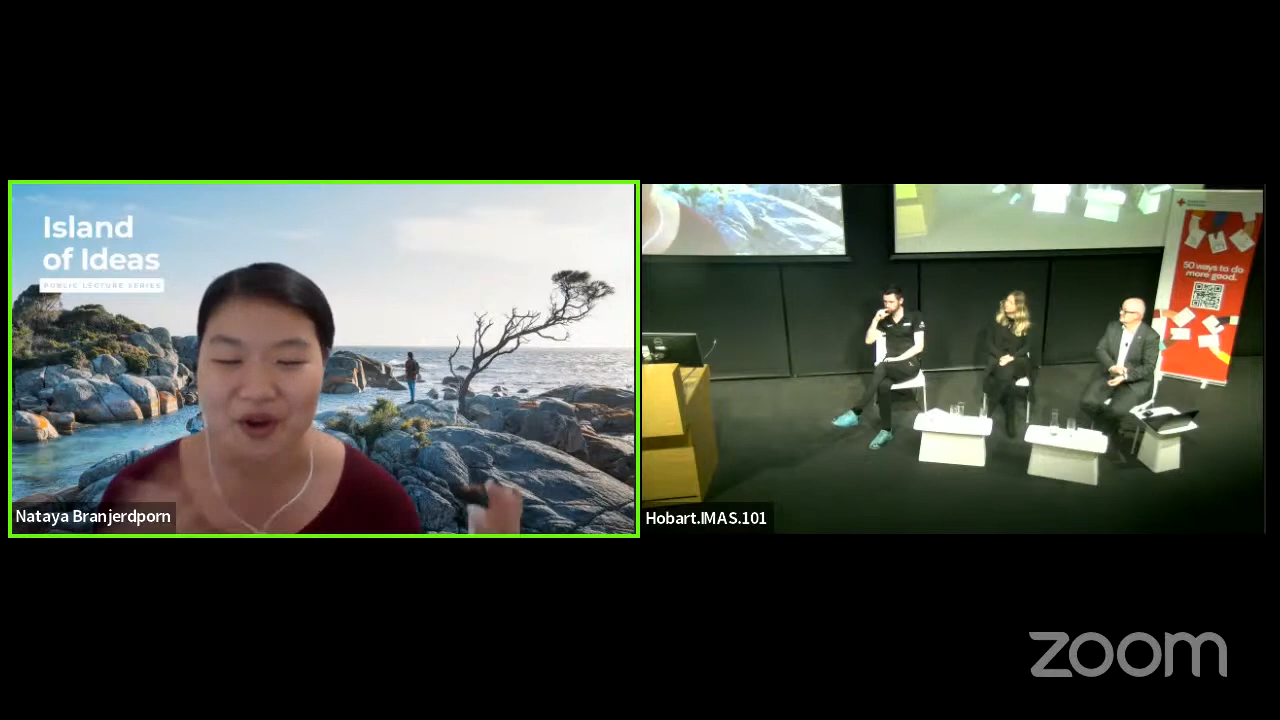 Island
of Ideas
PUBLIC LECTURE SERIES
Nataya Branjerdporn
50 ways to do
more good.
Hobart.IMAS.101
zoom